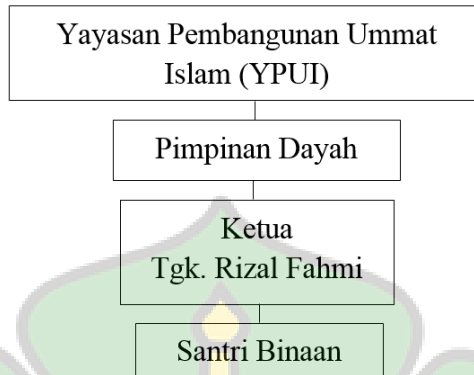 Yayasan Pembangunan Ummat
Islam (YPUI)
Pimpinan Dayah
Ketua
Tgk. Rizal Fahmi
Santri Binaan